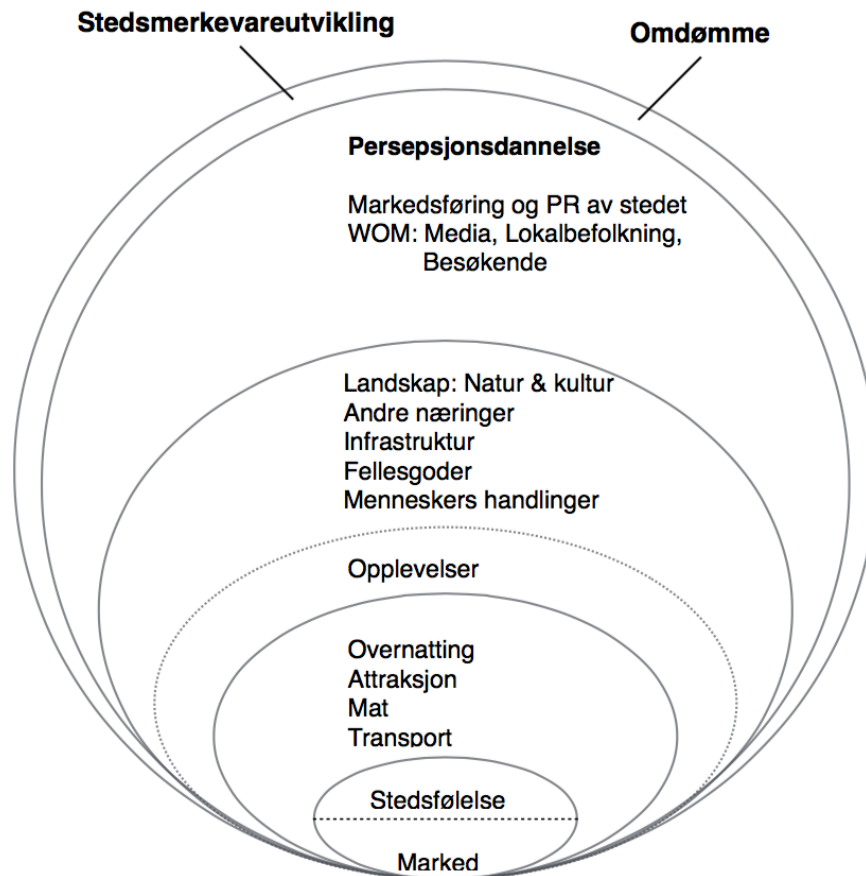 Stedsmerkevareutvikling
Omdømme
Persepsjonsdannelse
Markedsføring og PR av stedet
WOM: Media, Lokalbefolkning,
Besøkende
Landskap: Natur & kultur
Andre næringer
Infrastruktur
Fellesgoder
Menneskers handlinger
Opplevelser
Overnatting
Attraksjon
Mat
Transport
Stedsfølelse
Marked